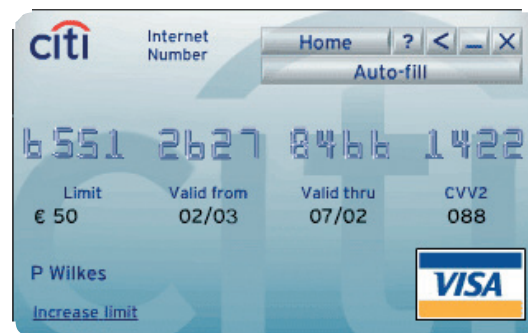 citi
Internet
Number
Home ? < _ X
Auto-fill
6551 2627 8466 1422
Limit Valid from Valid thru CVV2
€ 50 02/03 07/02 088
P Wilkes
Increase limit
VISA